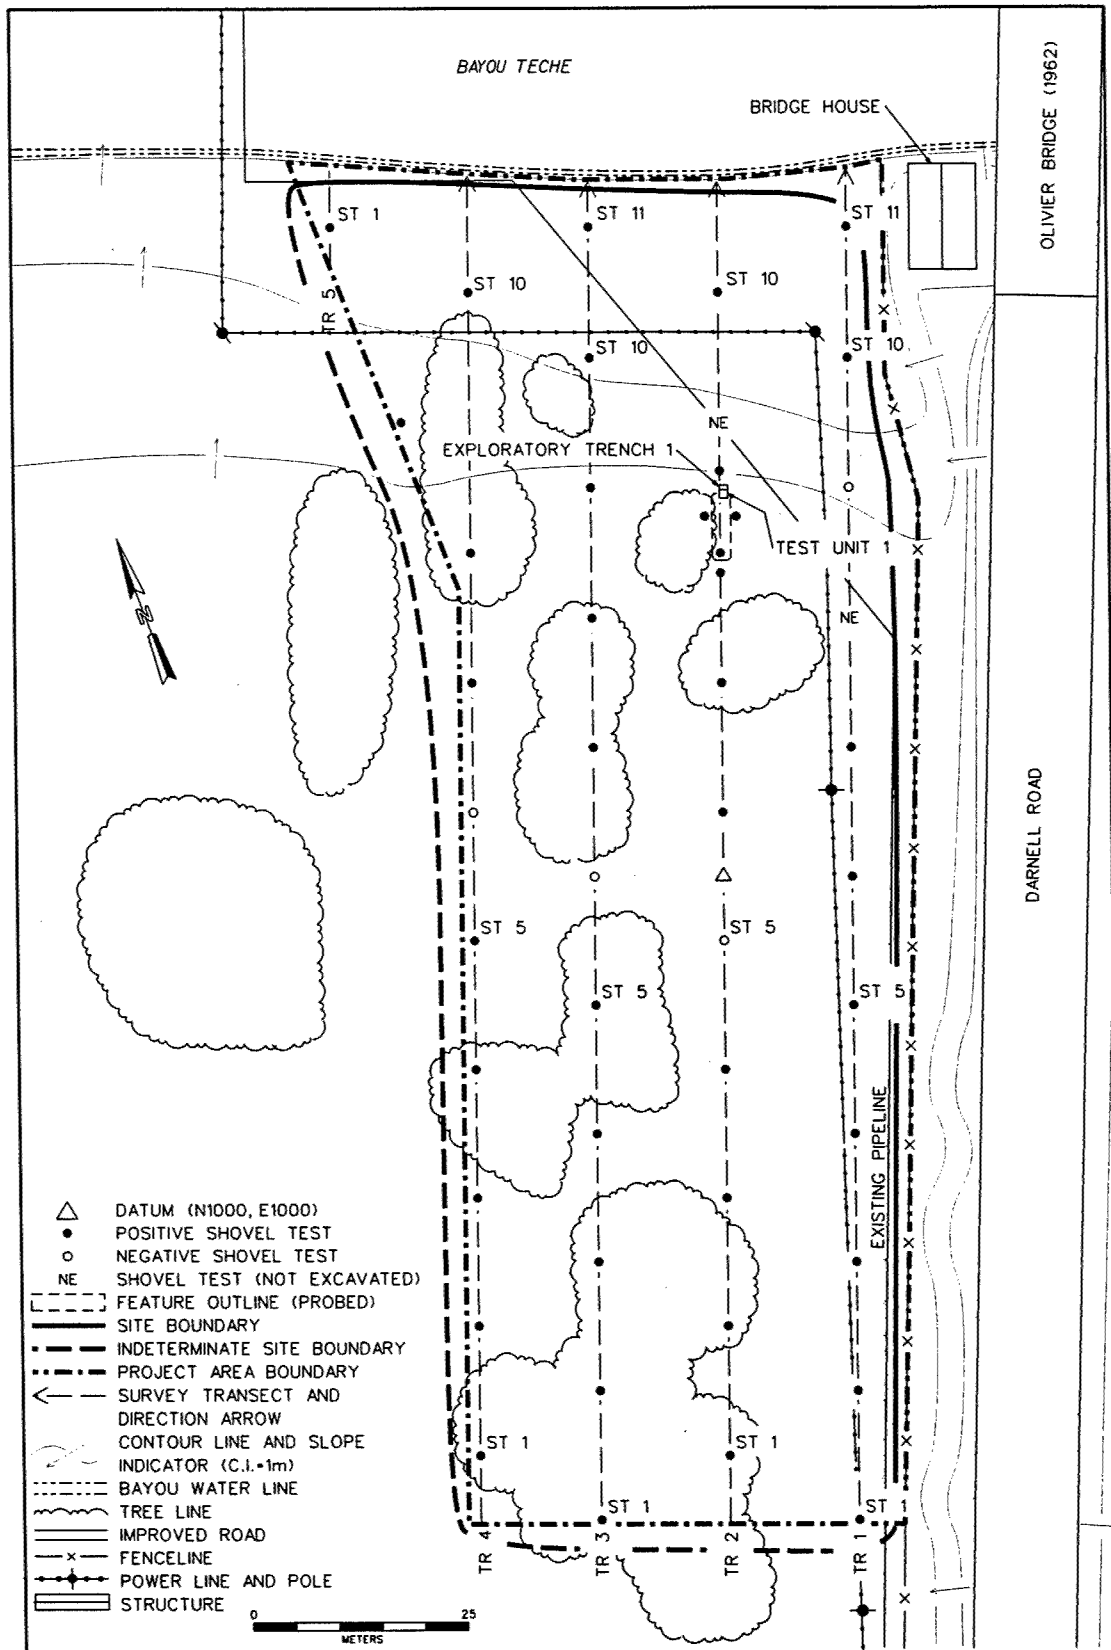 BAYOU TECHE
BRIDGE HOUSE
OLIVIER BRIDGE (1962)
ST 1
ST 11
ST 11
ST 10
ST 10
TR 5
ST 10
ST 10
NE
EXPLORATORY TRENCH 1
TEST UNIT 1
N
NE
DARNELL ROAD
ST 5
ST 5
ST 5
ST 5
EXISTING PIPELINE
DATUM (N1000, E1000)
POSITIVE SHOVEL TEST
NEGATIVE SHOVEL TEST
NE SHOVEL TEST (NOT EXCAVATED)
FEATURE OUTLINE (PROBED)
SITE BOUNDARY
INDETERMINATE SITE BOUNDARY
PROJECT AREA BOUNDARY
SURVEY TRANSECT AND
DIRECTION ARROW
CONTOUR LINE AND SLOPE
INDICATOR (C.I.=1m)
BAYOU WATER LINE
TREE LINE
IMPROVED ROAD
FENCELINE
POWER LINE AND POLE
STRUCTURE
ST 1
ST 1
ST 1
ST 1
TR 4
TR 3
TR 2
TR 1
0 25
METERS